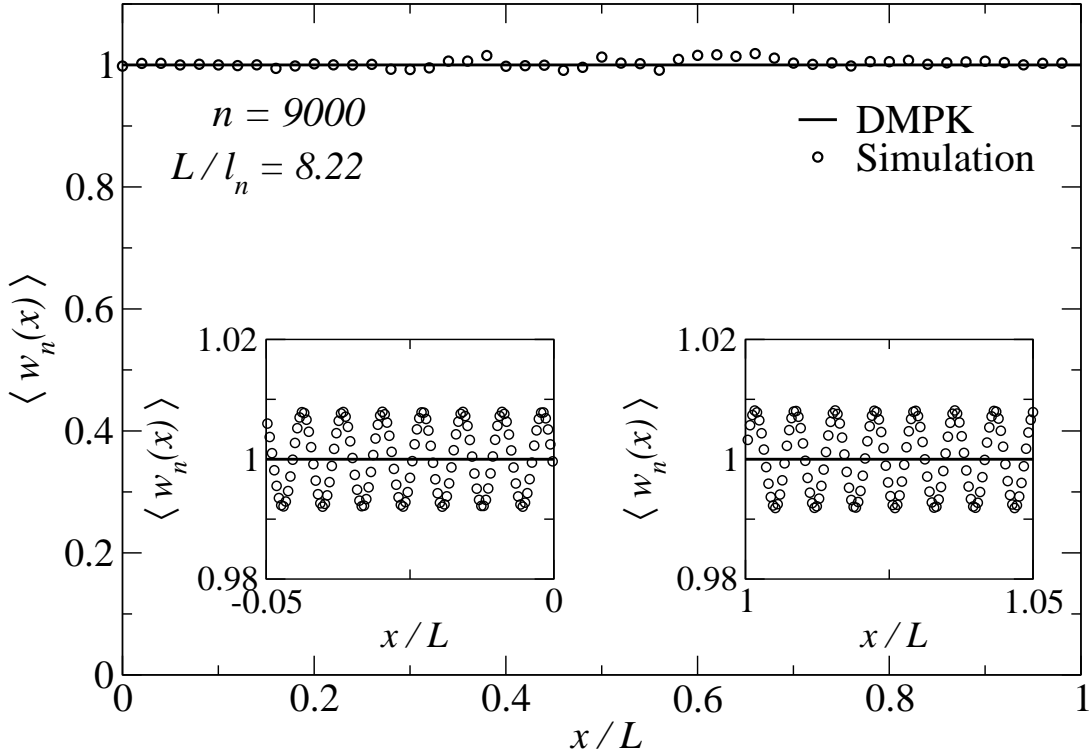 1
0.8
0.6
0.4
0.2
0
⟨ w_n(x) ⟩
n = 9000
L / l_n = 8.22
DMPK
Simulation
1.02
1
0.98
⟨ w_n(x) ⟩
-0.05 0
x / L
1.02
1
0.98
⟨ w_n(x) ⟩
1 1.05
x / L
0 0.2 0.4 0.6 0.8 1
x / L